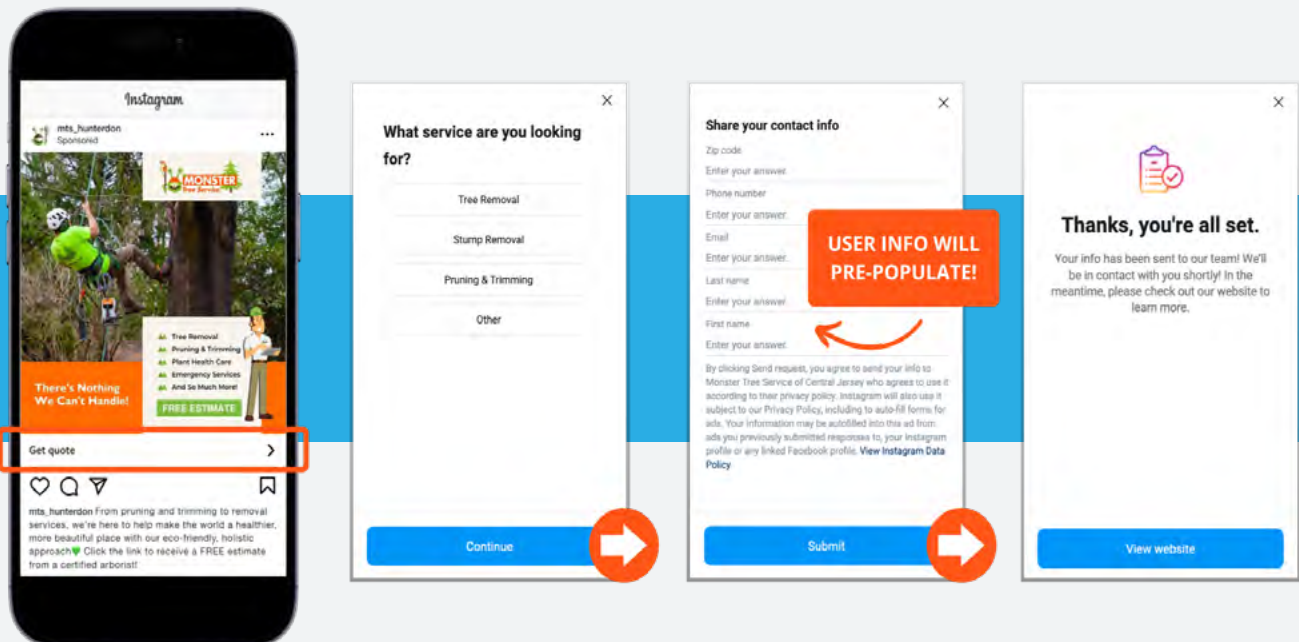 Instagram
mts_hunterdon
Sponsored
MONSTER
Tree Service
Tree Removal
Pruning & Trimming
Plant Health Care
Emergency Services
And So Much More!
There's Nothing
We Can't Handle!
FREE ESTIMATE
Get quote
mts_hunterdon From pruning and trimming to removal
services, we're here to help make the world a healthier,
more beautiful place with our eco-friendly, holistic
approach💚 Click the link to receive a FREE estimate
from a certified arborist!
What service are you looking
for?
Tree Removal
Stump Removal
Pruning & Trimming
Other
Continue
Share your contact info
Zip code
Enter your answer.
Phone number
Enter your answer.
Email
Enter your answer.
Last name
Enter your answer.
First name
Enter your answer.
USER INFO WILL
PRE-POPULATE!
By clicking Send request, you agree to send your info to
Monster Tree Service of Central Jersey who agrees to use it
according to their privacy policy. Instagram will also use it
subject to our Privacy Policy, including to auto-fill forms for
ads. Your information may be autofilled into this ad from
ads you previously submitted responses to, your Instagram
profile or any linked Facebook profile. View Instagram Data
Policy
Submit
Thanks, you're all set.
Your info has been sent to our team! We'll
be in contact with you shortly! In the
meantime, please check out our website to
learn more.
View website